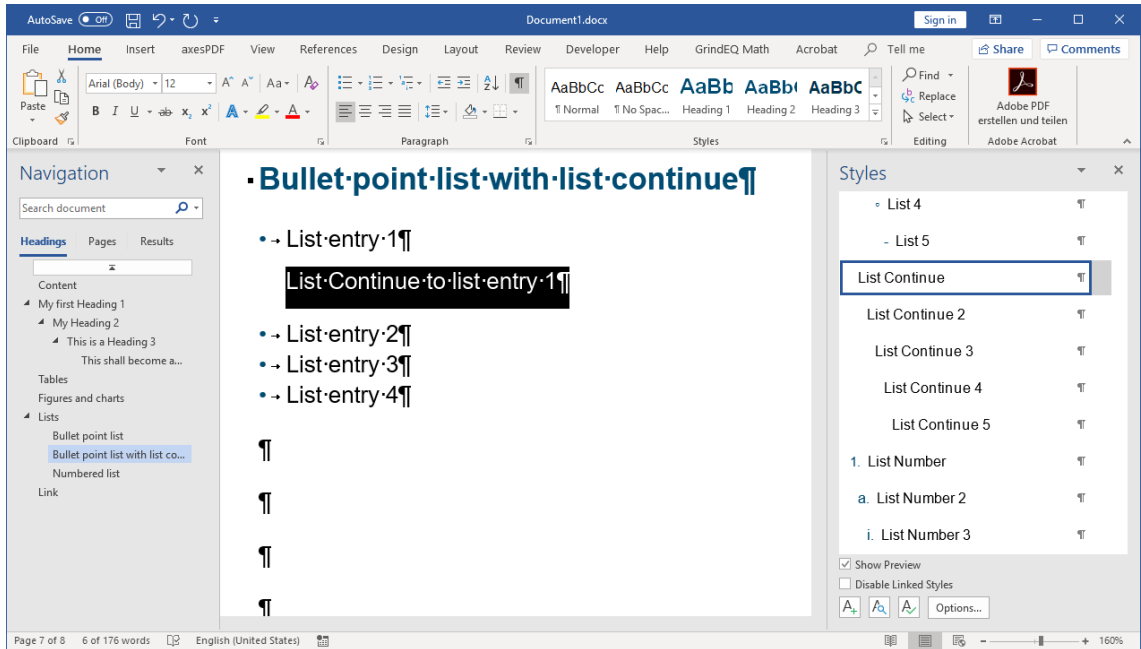 AutoSave Off Document1.docx Sign in
File Home Insert axesPDF View References Design Layout Review Developer Help GrindEQ Math Acrobat Tell me Share Comments
Paste
Arial (Body) 12 A^ Aˇ Aa A
B I U ab x₂ x² A A
AaBbCc AaBbCc AaBb AaBb( AaBbC
¶ Normal ¶ No Spac... Heading 1 Heading 2 Heading 3
Find
Replace
Select
Adobe PDF
erstellen und teilen
Clipboard Font Paragraph Styles Editing Adobe Acrobat
Navigation
Search document
Headings Pages Results
Content
My first Heading 1
My Heading 2
This is a Heading 3
This shall become a...
Tables
Figures and charts
Lists
Bullet point list
Bullet point list with list co...
Numbered list
Link
▪Bullet·point·list·with·list·continue¶
•→List·entry·1¶
List·Continue·to·list·entry·1¶
•→List·entry·2¶
•→List·entry·3¶
•→List·entry·4¶
¶
¶
¶
¶
Styles
▫ List 4 ¶
- List 5 ¶
List Continue ¶
List Continue 2 ¶
List Continue 3 ¶
List Continue 4 ¶
List Continue 5 ¶
1. List Number ¶
a. List Number 2 ¶
i. List Number 3 ¶
Show Preview
Disable Linked Styles
Options...
Page 7 of 8 6 of 176 words English (United States) 160%